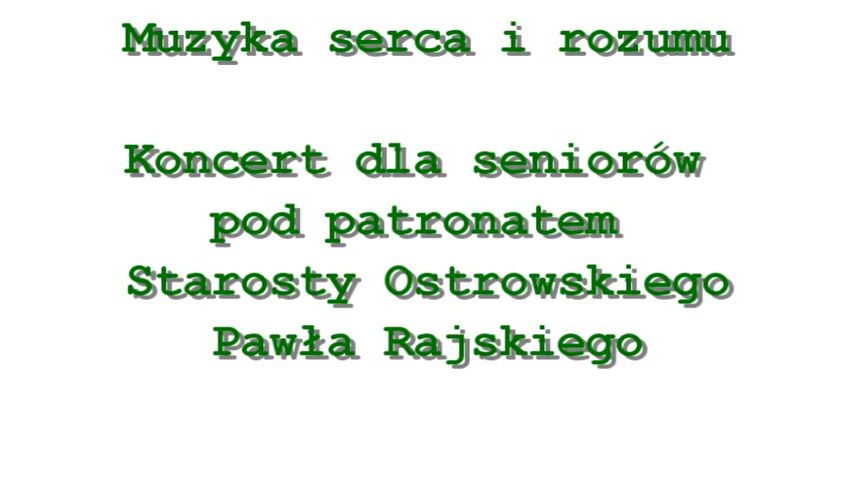 Muzyka serca i rozumu
Koncert dla seniorów
pod patronatem
Starosty Ostrowskiego
Pawła Rajskiego